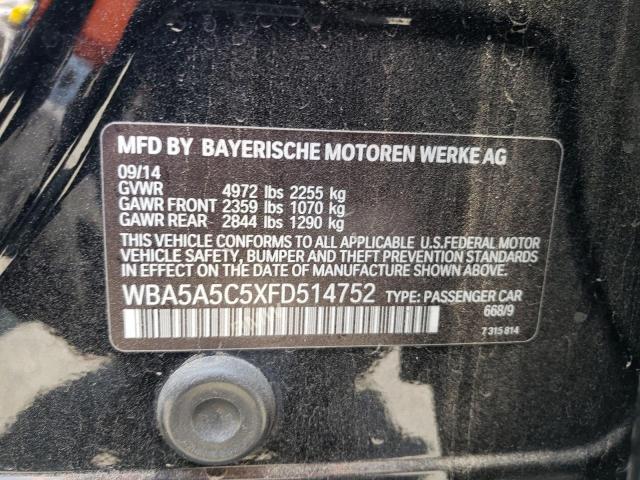 MFD BY BAYERISCHE MOTOREN WERKE AG
09/14
GVWR 4972 lbs 2255 kg
GAWR FRONT 2359 lbs 1070 kg
GAWR REAR 2844 lbs 1290 kg
THIS VEHICLE CONFORMS TO ALL APPLICABLE U.S.FEDERAL MOTOR
VEHICLE SAFETY, BUMPER AND THEFT PREVENTION STANDARDS
IN EFFECT ON THE DATE OF MANUFACTURE SHOWN ABOVE.
WBA5A5C5XFD514752 TYPE: PASSENGER CAR
668/9
7 315 814